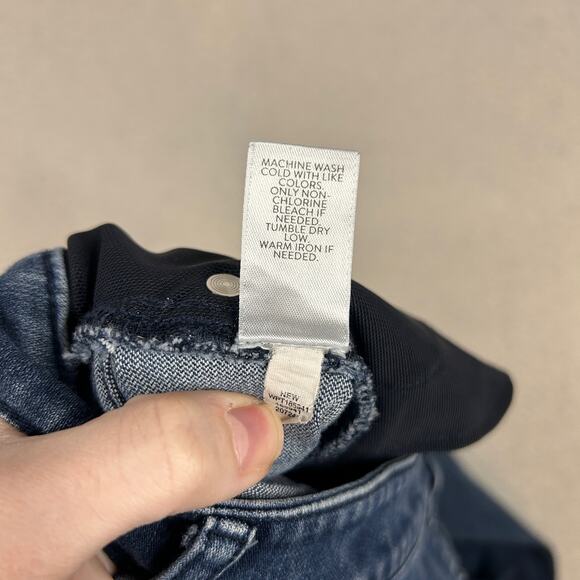 MACHINE WASH
COLD WITH LIKE
COLORS.
ONLY NON-
CHLORINE
BLEACH IF
NEEDED.
TUMBLE DRY
LOW.
WARM IRON IF
NEEDED.
NEW